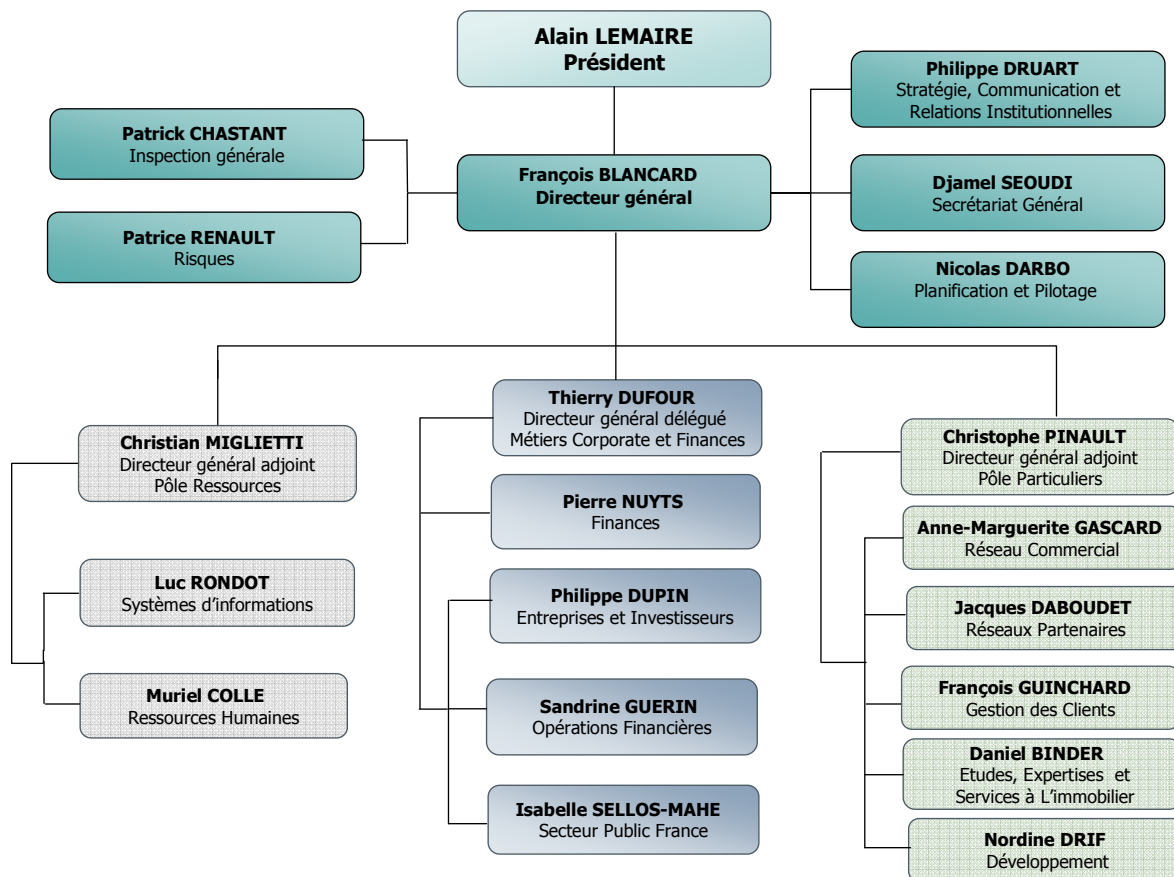 Alain LEMAIRE
Président
Philippe DRUART
Stratégie, Communication et
Relations Institutionnelles
Patrick CHASTANT
Inspection générale
François BLANCARD
Directeur général
Djamel SEOUDI
Secrétariat Général
Patrice RENAULT
Risques
Nicolas DARBO
Planification et Pilotage
Christian MIGLIETTI
Directeur général adjoint
Pôle Ressources
Luc RONDOT
Systèmes d’informations
Muriel COLLE
Ressources Humaines
Thierry DUFOUR
Directeur général délégué
Métiers Corporate et Finances
Pierre NUYTS
Finances
Philippe DUPIN
Entreprises et Investisseurs
Sandrine GUERIN
Opérations Financières
Isabelle SELLOS-MAHE
Secteur Public France
Christophe PINAULT
Directeur général adjoint
Pôle Particuliers
Anne-Marguerite GASCARD
Réseau Commercial
Jacques DABOUDET
Réseaux Partenaires
François GUINCHARD
Gestion des Clients
Daniel BINDER
Etudes, Expertises et
Services à L’immobilier
Nordine DRIF
Développement